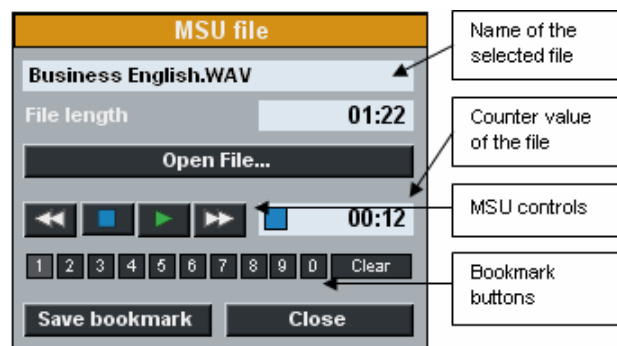 MSU file
Business English.WAV
File length 01:22
Open File...
00:12
1 2 3 4 5 6 7 8 9 0 Clear
Save bookmark Close
Name of the
selected file
Counter value
of the file
MSU controls
Bookmark
buttons